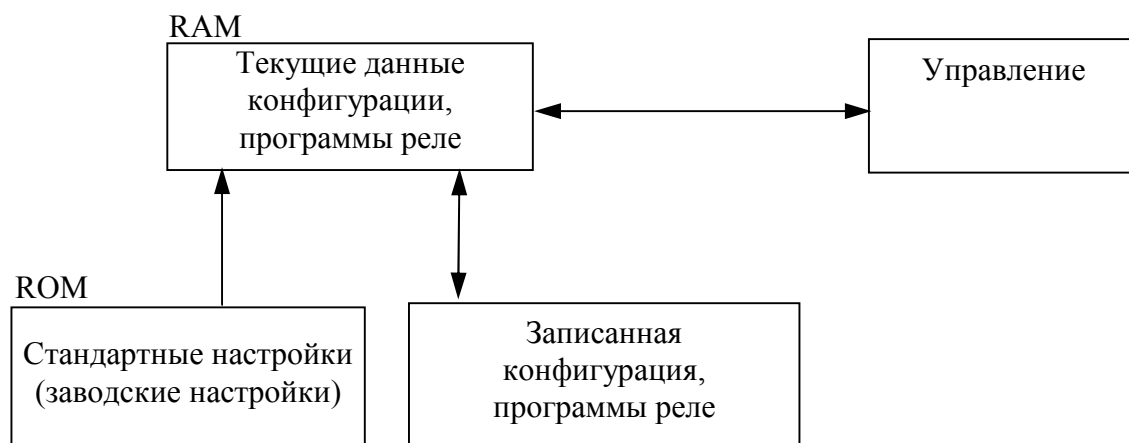 RAM
Текущие данные
конфигурации,
программы реле
Управление
ROM
Стандартные настройки
(заводские настройки)
Записанная
конфигурация,
программы реле